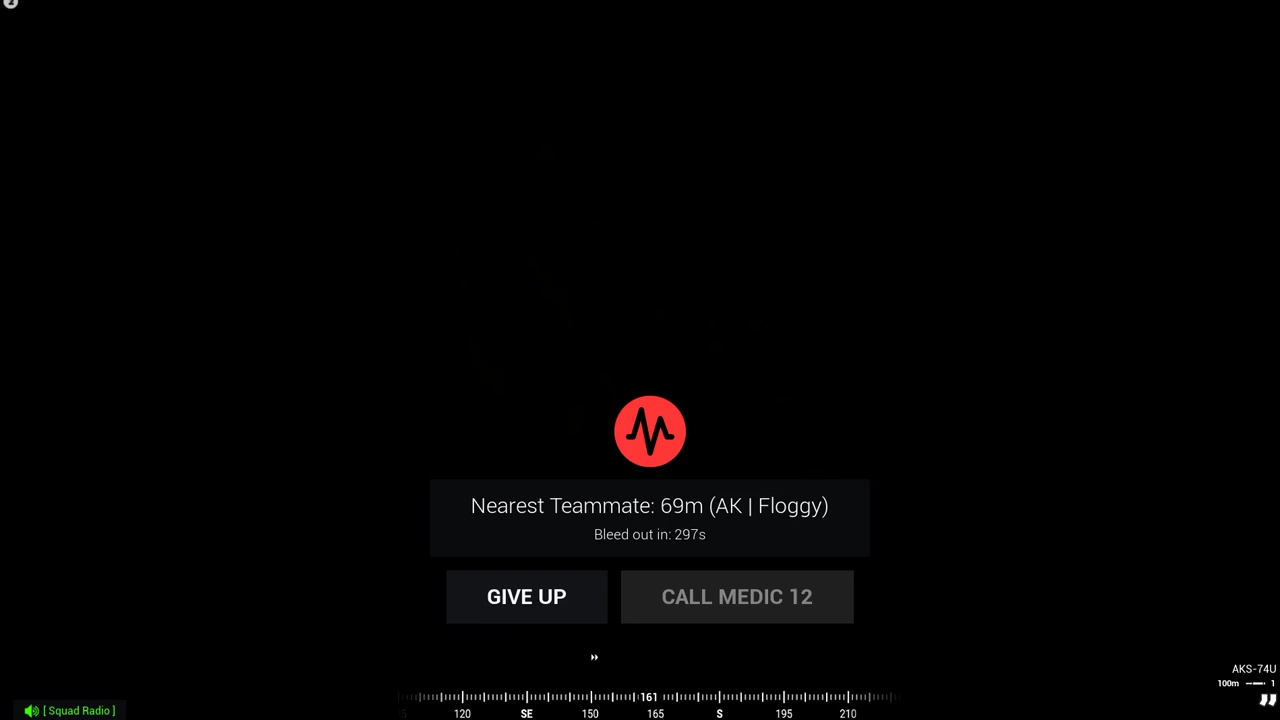 2
Nearest Teammate: 69m (AK | Floggy)
Bleed out in: 297s
GIVE UP
CALL MEDIC 12
AKS-74U
100m 1
161
120 SE 150 165 S 195 210
[ Squad Radio ]